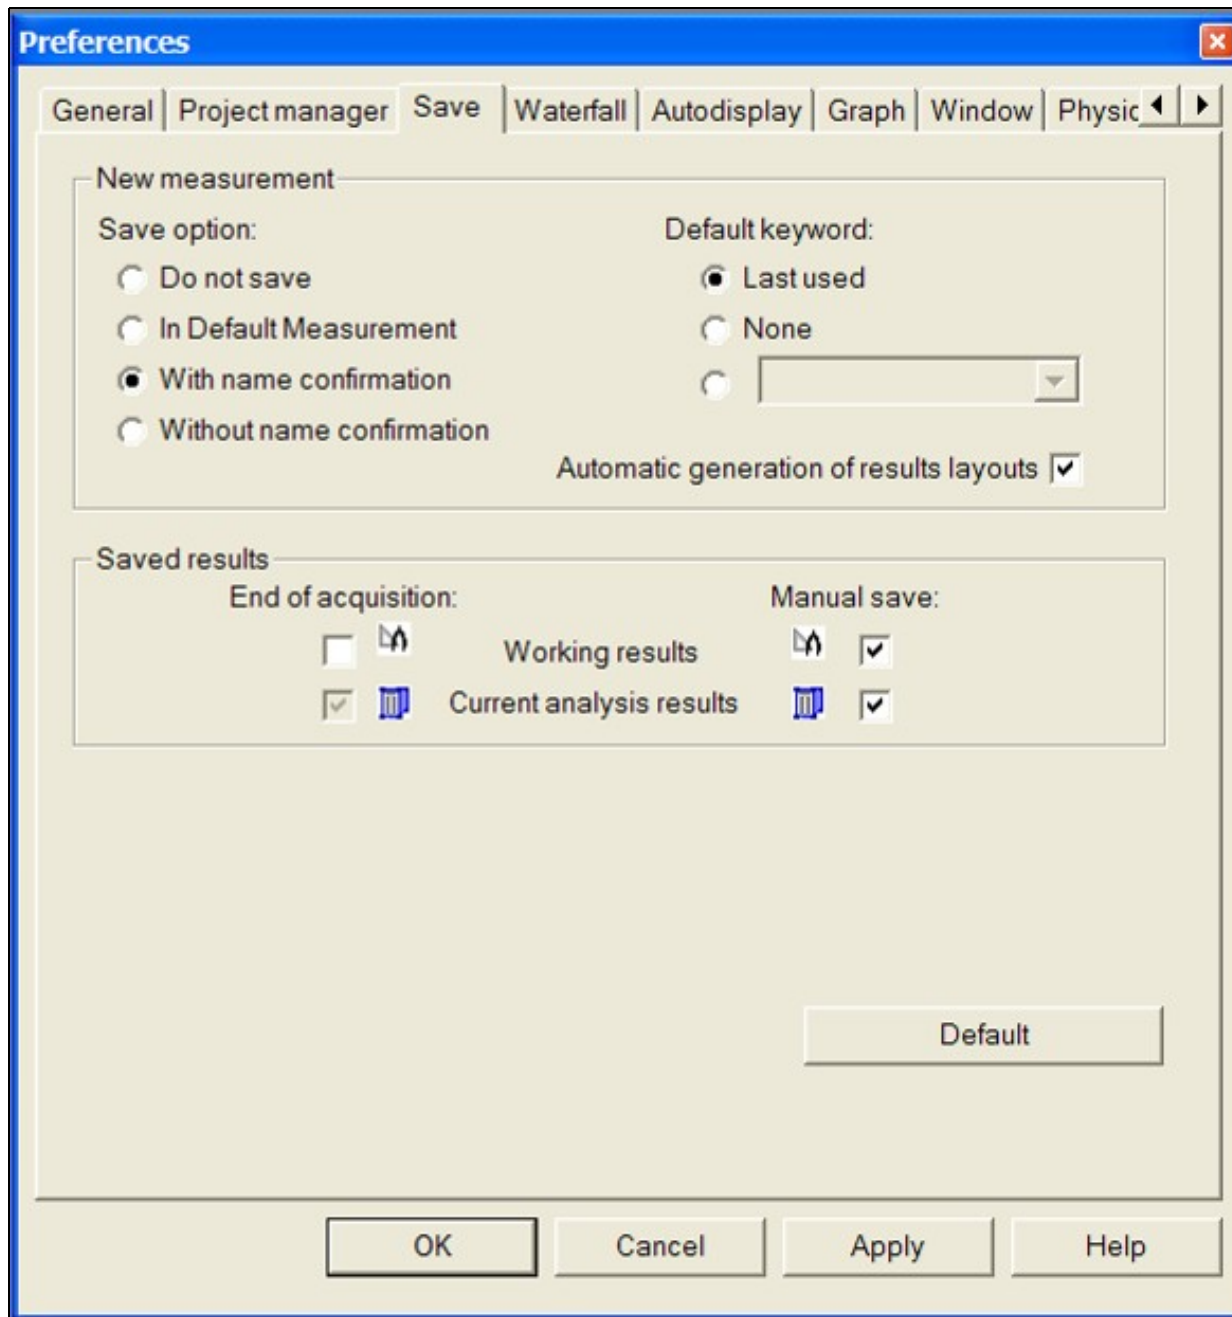 Preferences
General Project manager Save Waterfall Autodisplay Graph Window Physic
New measurement
Save option: Default keyword:
Do not save Last used
In Default Measurement None
With name confirmation
Without name confirmation
Automatic generation of results layouts
Saved results
End of acquisition: Manual save:
Working results
Current analysis results
Default
OK Cancel Apply Help